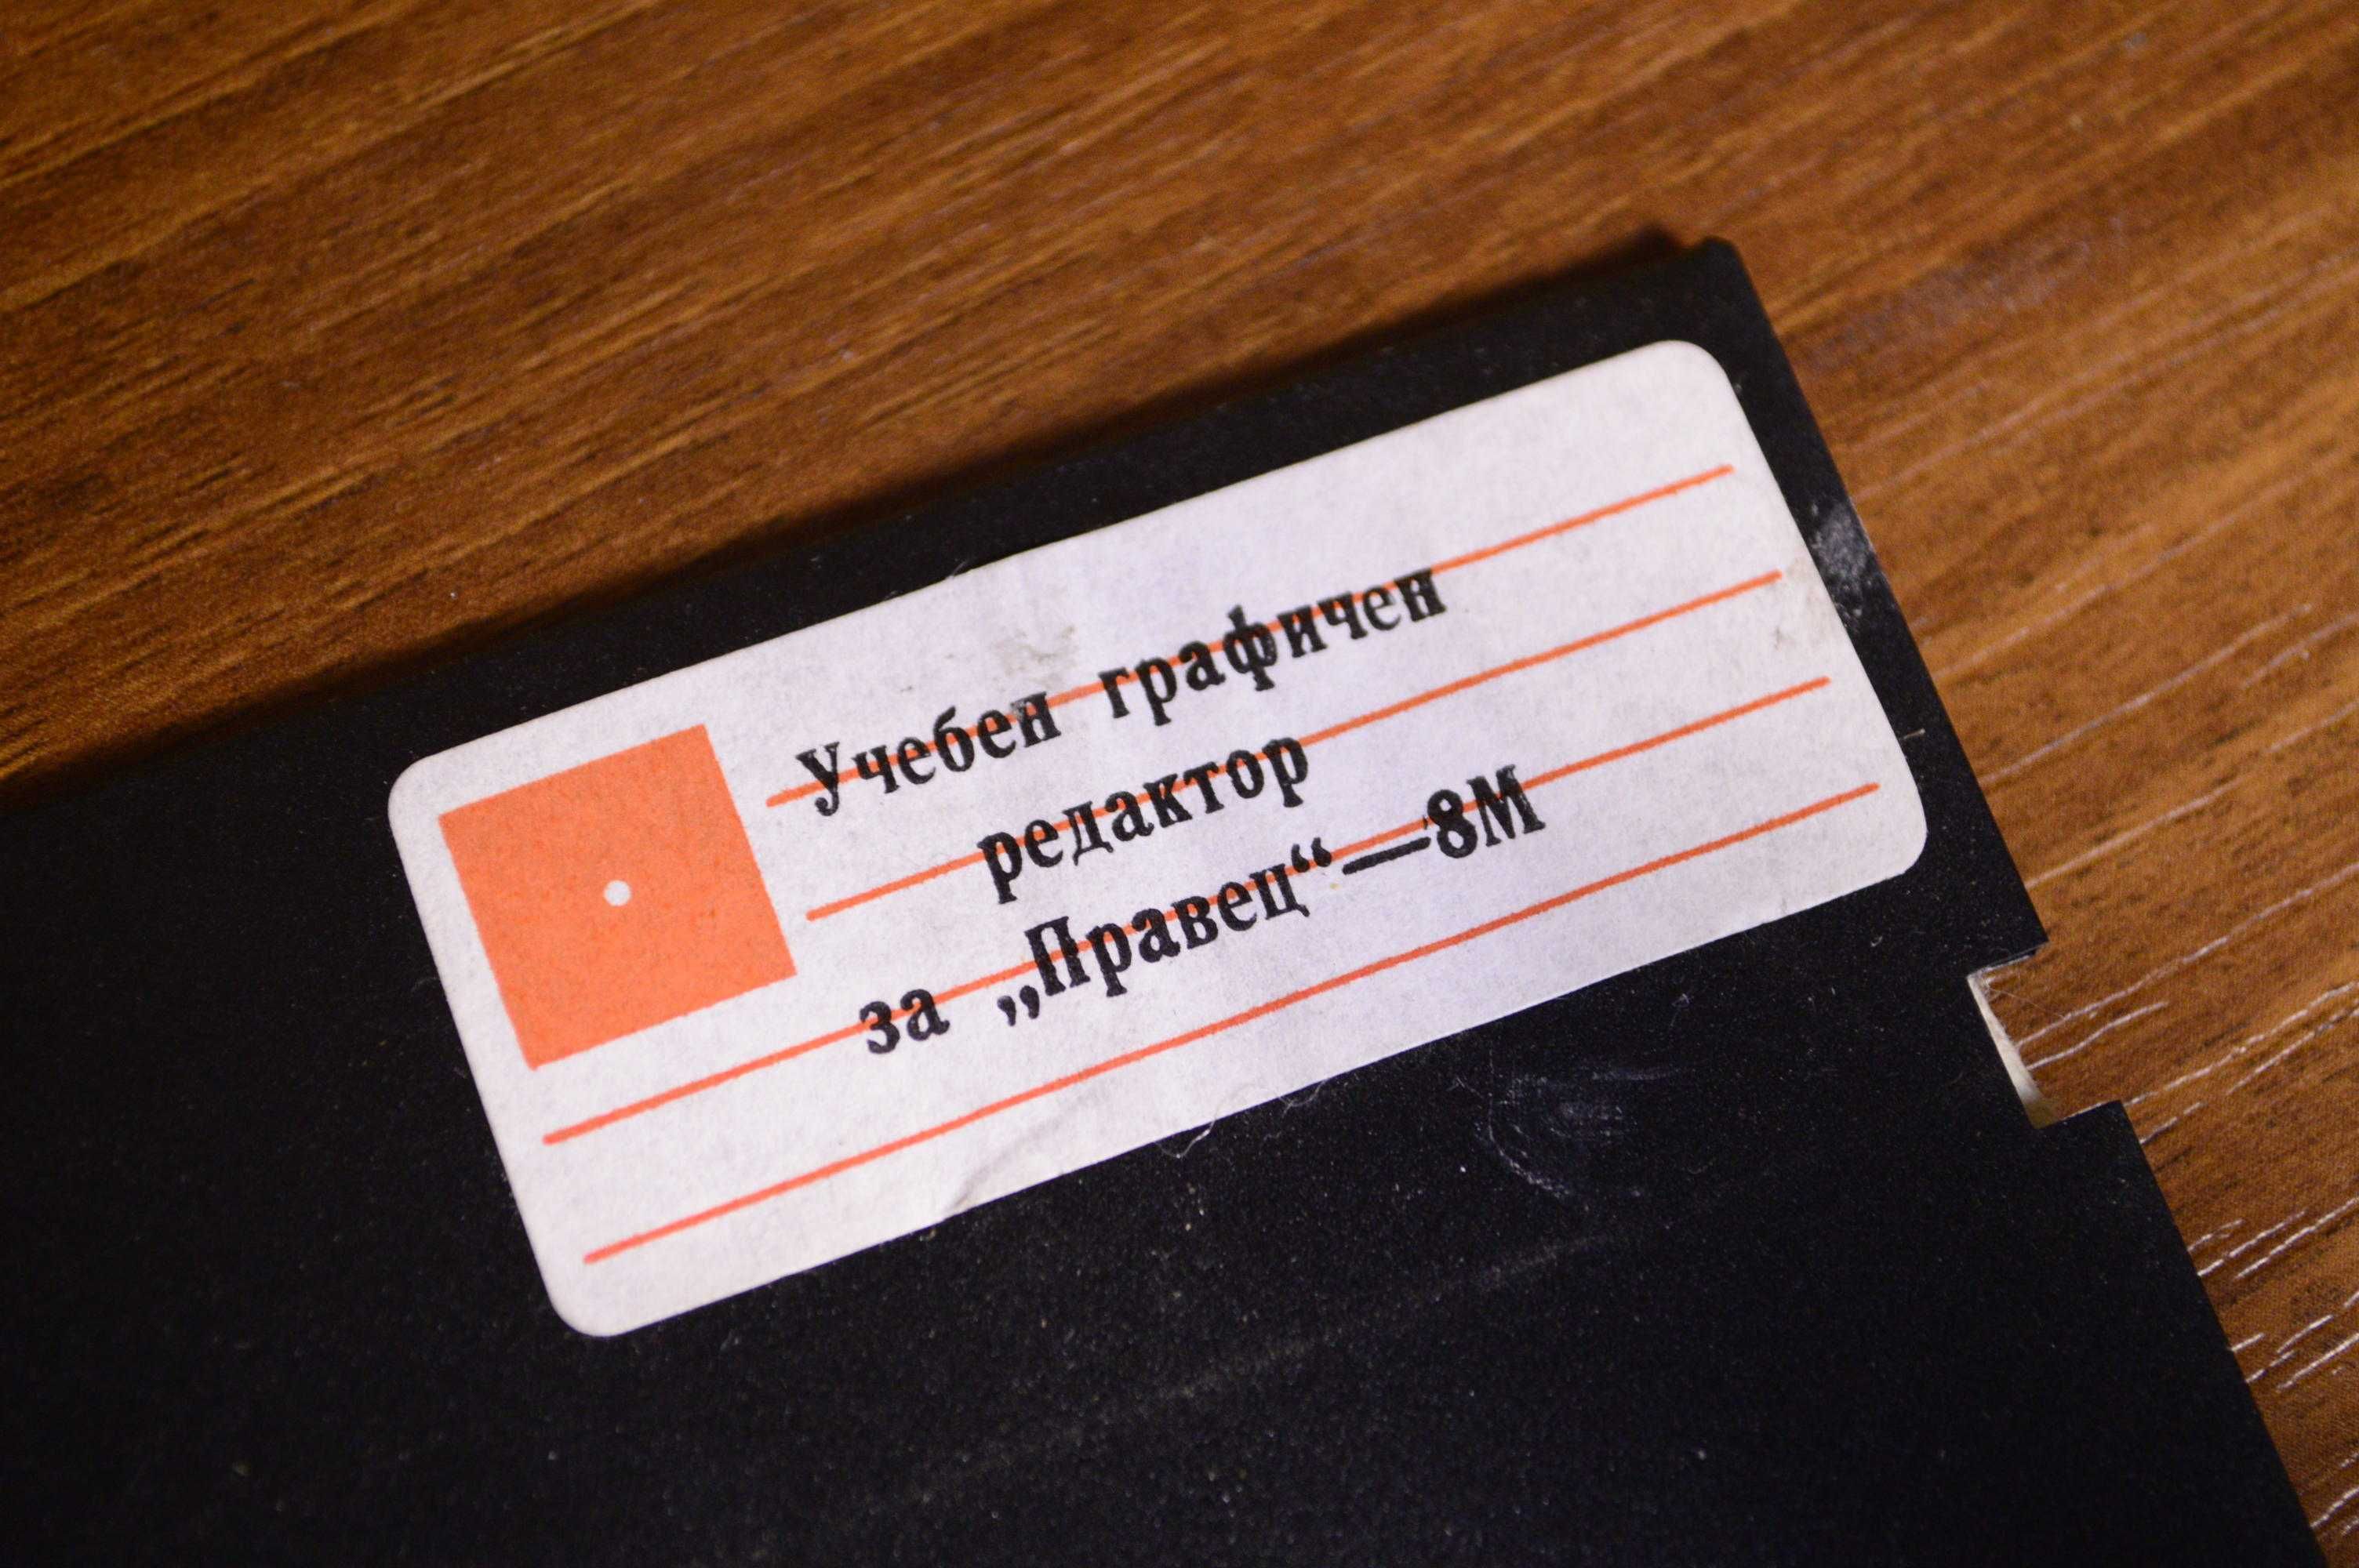 Учебен графичен
редактор
за „Правец“—8М